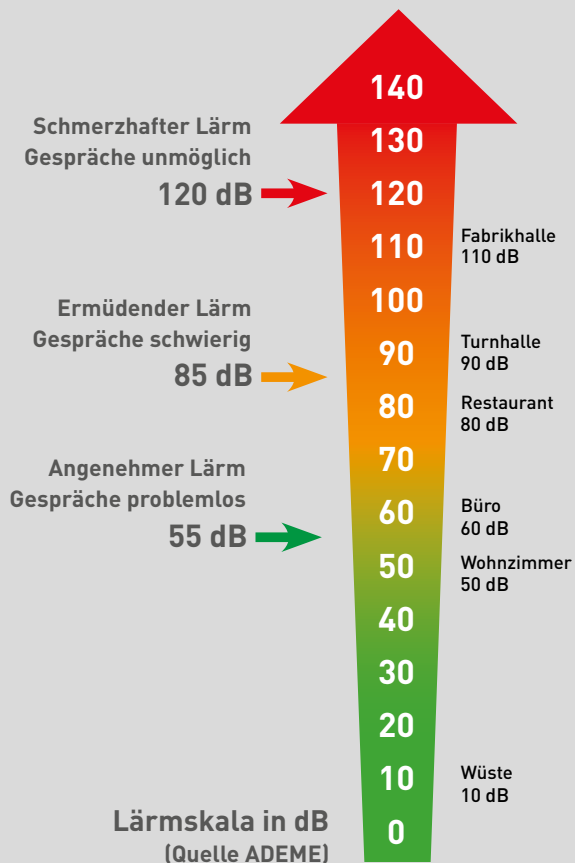 140
Schmerzhafter Lärm
Gespräche unmöglich
120 dB
130
120
110
Fabrikhalle
110 dB
100
Ermüdender Lärm
Gespräche schwierig
85 dB
90
Turnhalle
90 dB
80
Restaurant
80 dB
70
Angenehmer Lärm
Gespräche problemlos
55 dB
60
Büro
60 dB
50
Wohnzimmer
50 dB
40
30
20
10
Wüste
10 dB
0
Lärmskala in dB
(Quelle ADEME)